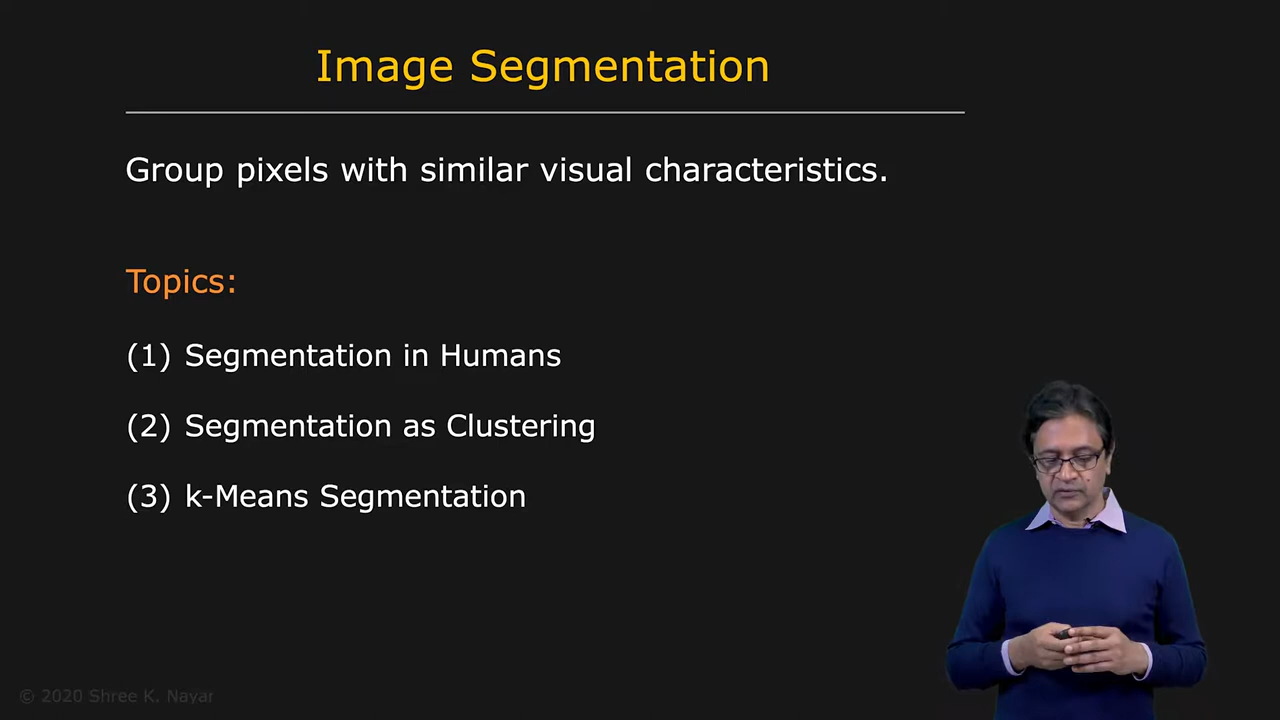 Image Segmentation
Group pixels with similar visual characteristics.
Topics:
(1) Segmentation in Humans
(2) Segmentation as Clustering
(3) k-Means Segmentation
© 2020 Shree K. Nayar